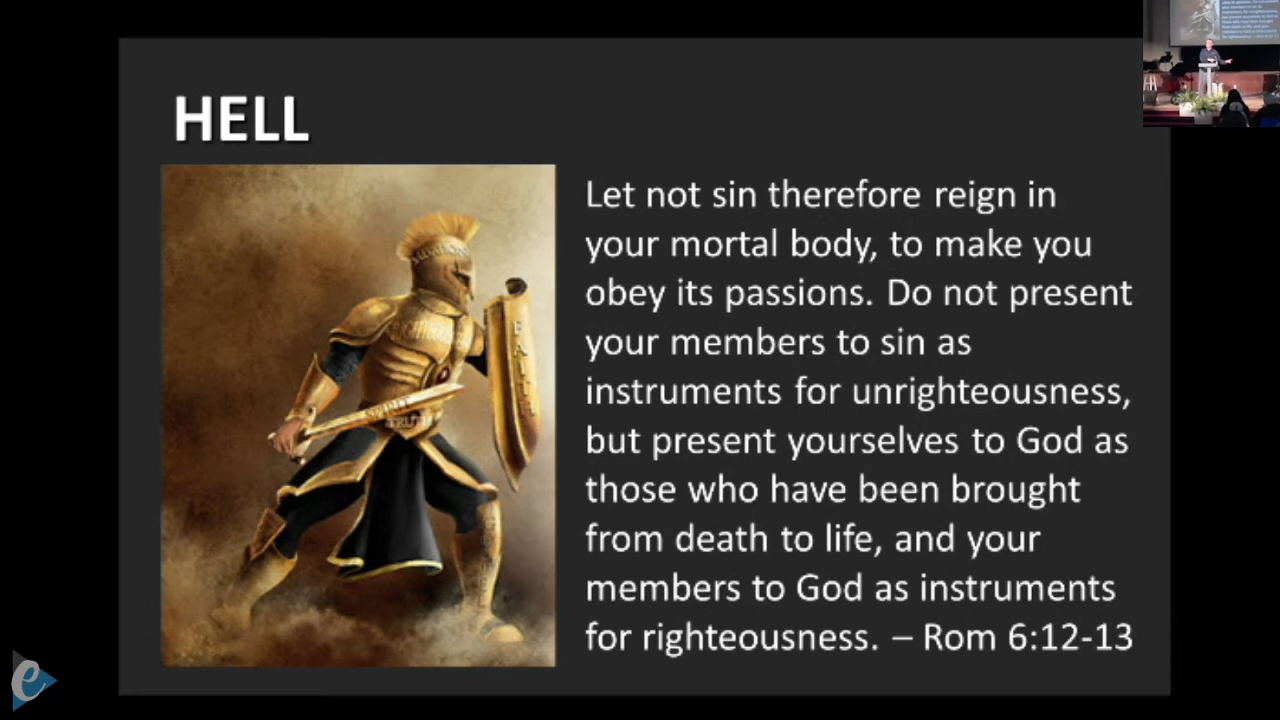 HELL
Let not sin therefore reign in
your mortal body, to make you
obey its passions. Do not present
your members to sin as
instruments for unrighteousness,
but present yourselves to God as
those who have been brought
from death to life, and your
members to God as instruments
for righteousness. – Rom 6:12-13
FAITH
SPIRIT
TRUTH
e